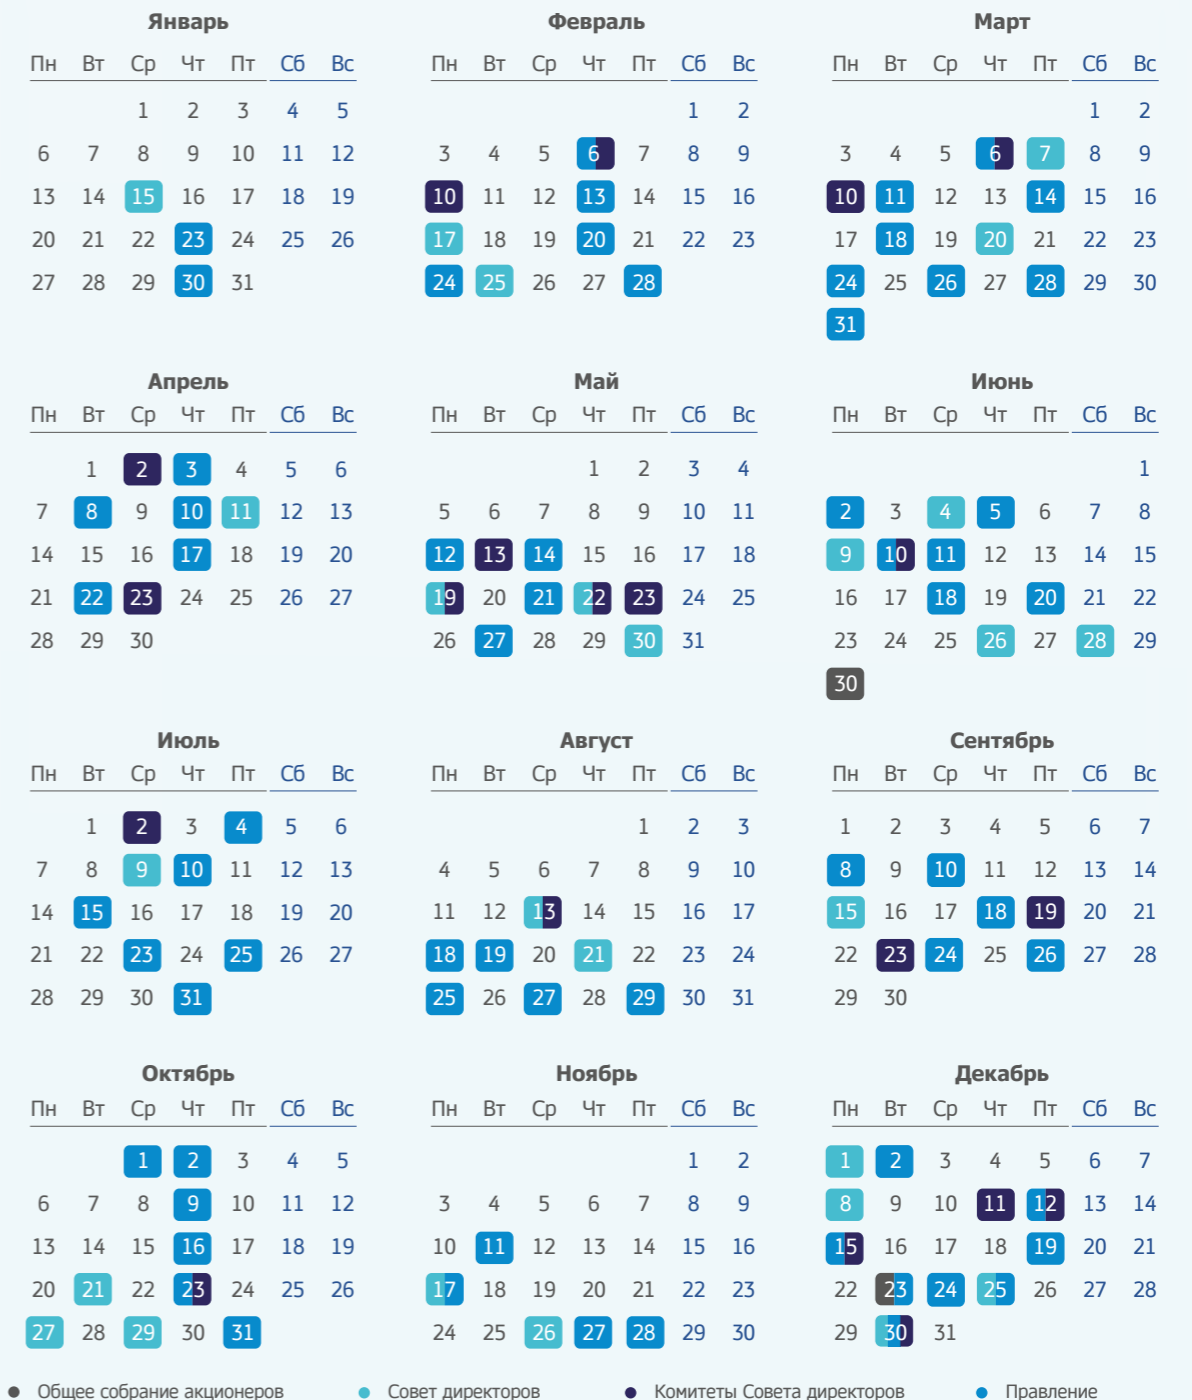 Январь Февраль Март
Пн Вт Ср Чт Пт Сб Вс Пн Вт Ср Чт Пт Сб Вс Пн Вт Ср Чт Пт Сб Вс
1 2 3 4 5 1 2 1 2
6 7 8 9 10 11 12 3 4 5 6 7 8 9 3 4 5 6 7 8 9
13 14 15 16 17 18 19 10 11 12 13 14 15 16 10 11 12 13 14 15 16
20 21 22 23 24 25 26 17 18 19 20 21 22 23 17 18 19 20 21 22 23
27 28 29 30 31 24 25 26 27 28 24 25 26 27 28 29 30
31
Апрель Май Июнь
Пн Вт Ср Чт Пт Сб Вс Пн Вт Ср Чт Пт Сб Вс Пн Вт Ср Чт Пт Сб Вс
1 2 3 4 5 6 1 2 3 4 1
7 8 9 10 11 12 13 5 6 7 8 9 10 11 2 3 4 5 6 7 8
14 15 16 17 18 19 20 12 13 14 15 16 17 18 9 10 11 12 13 14 15
21 22 23 24 25 26 27 19 20 21 22 23 24 25 16 17 18 19 20 21 22
28 29 30 26 27 28 29 30 31 23 24 25 26 27 28 29
30
Июль Август Сентябрь
Пн Вт Ср Чт Пт Сб Вс Пн Вт Ср Чт Пт Сб Вс Пн Вт Ср Чт Пт Сб Вс
1 2 3 4 5 6 1 2 3 1 2 3 4 5 6 7
7 8 9 10 11 12 13 4 5 6 7 8 9 10 8 9 10 11 12 13 14
14 15 16 17 18 19 20 11 12 13 14 15 16 17 15 16 17 18 19 20 21
21 22 23 24 25 26 27 18 19 20 21 22 23 24 22 23 24 25 26 27 28
28 29 30 31 25 26 27 28 29 30 31 29 30
Октябрь Ноябрь Декабрь
Пн Вт Ср Чт Пт Сб Вс Пн Вт Ср Чт Пт Сб Вс Пн Вт Ср Чт Пт Сб Вс
1 2 3 4 5 1 2 1 2 3 4 5 6 7
6 7 8 9 10 11 12 3 4 5 6 7 8 9 8 9 10 11 12 13 14
13 14 15 16 17 18 19 10 11 12 13 14 15 16 15 16 17 18 19 20 21
20 21 22 23 24 25 26 17 18 19 20 21 22 23 22 23 24 25 26 27 28
27 28 29 30 31 24 25 26 27 28 29 30 29 30 31
Общее собрание акционеров Совет директоров Комитеты Совета директоров Правление